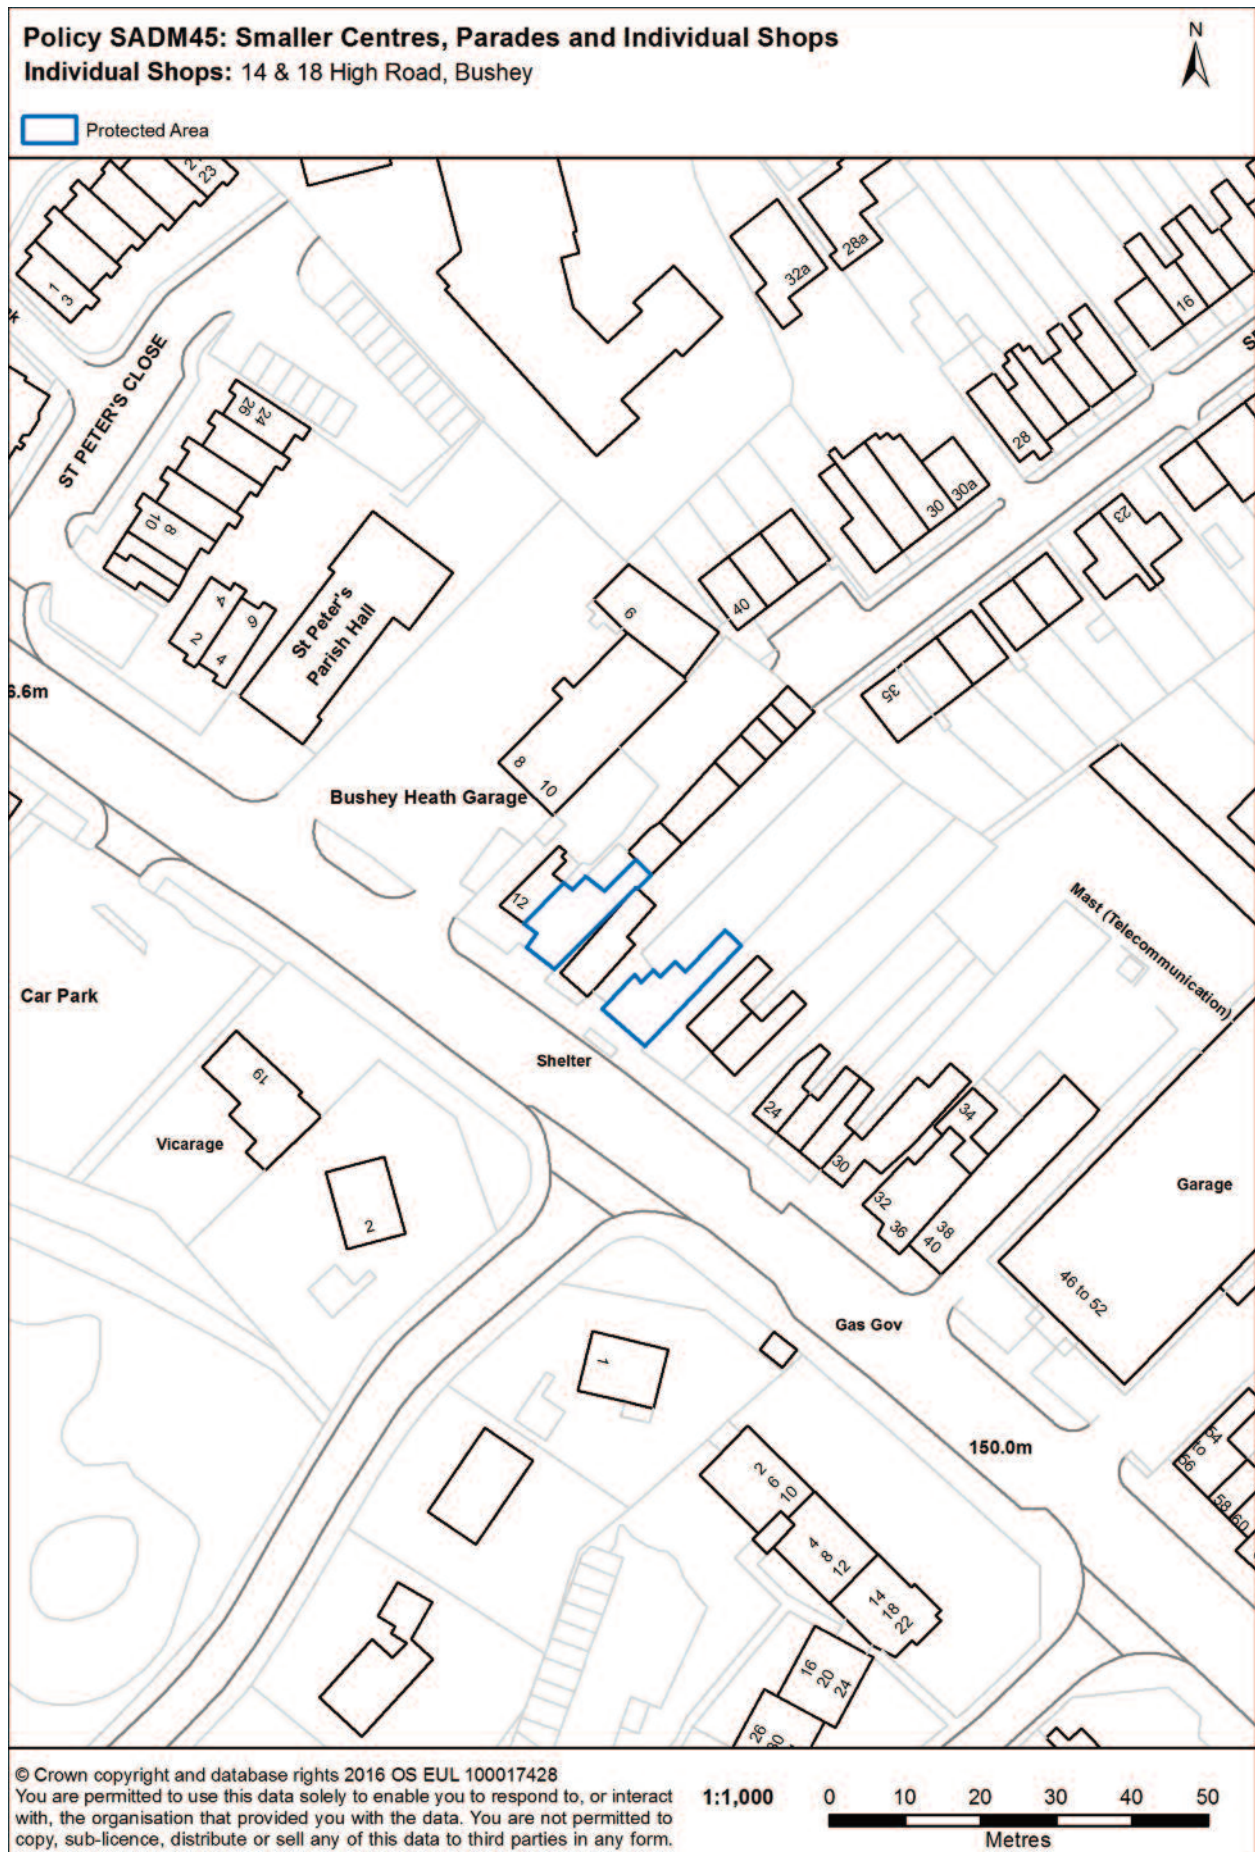 Policy SADM45: Smaller Centres, Parades and Individual Shops
Individual Shops: 14 & 18 High Road, Bushey
N
Protected Area
23
1
3
32a
28a
16
ST PETER'S CLOSE
26
24
28
10
8
30
30a
23
St Peter's
Parish Hall
4
2
6
4
6
40
35
6.6m
8
10
Bushey Heath Garage
12
Mast (Telecommunication)
Car Park
Shelter
19
Vicarage
24
34
30
2
32
36
38
40
Garage
46 to 52
Gas Gov
1
150.0m
54
to
56
58
60
2
6
10
4
8
12
14
18
22
16
20
24
26
© Crown copyright and database rights 2016 OS EUL 100017428
You are permitted to use this data solely to enable you to respond to, or interact
with, the organisation that provided you with the data. You are not permitted to
copy, sub-licence, distribute or sell any of this data to third parties in any form.
1:1,000
0 10 20 30 40 50
Metres